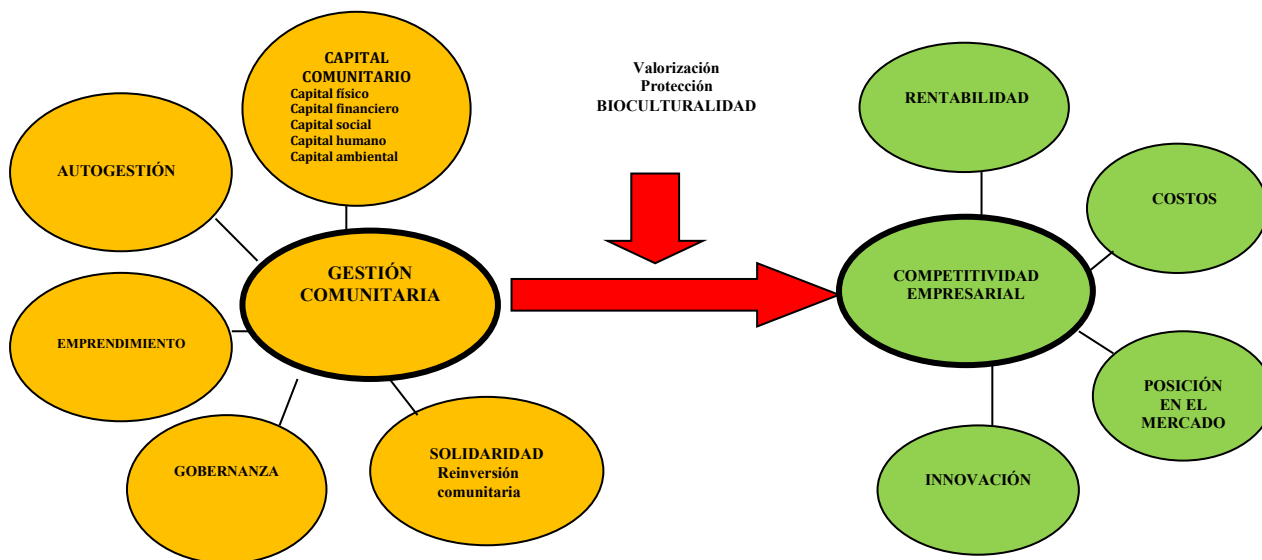 CAPITAL
COMUNITARIO
Capital físico
Capital financiero
Capital social
Capital humano
Capital ambiental
AUTOGESTIÓN
GESTIÓN
COMUNITARIA
EMPRENDIMIENTO
GOBERNANZA
SOLIDARIDAD
Reinversión
comunitaria
Valorización
Protección
BIOCULTURALIDAD
RENTABILIDAD
COSTOS
COMPETITIVIDAD
EMPRESARIAL
POSICIÓN
EN EL
MERCADO
INNOVACIÓN